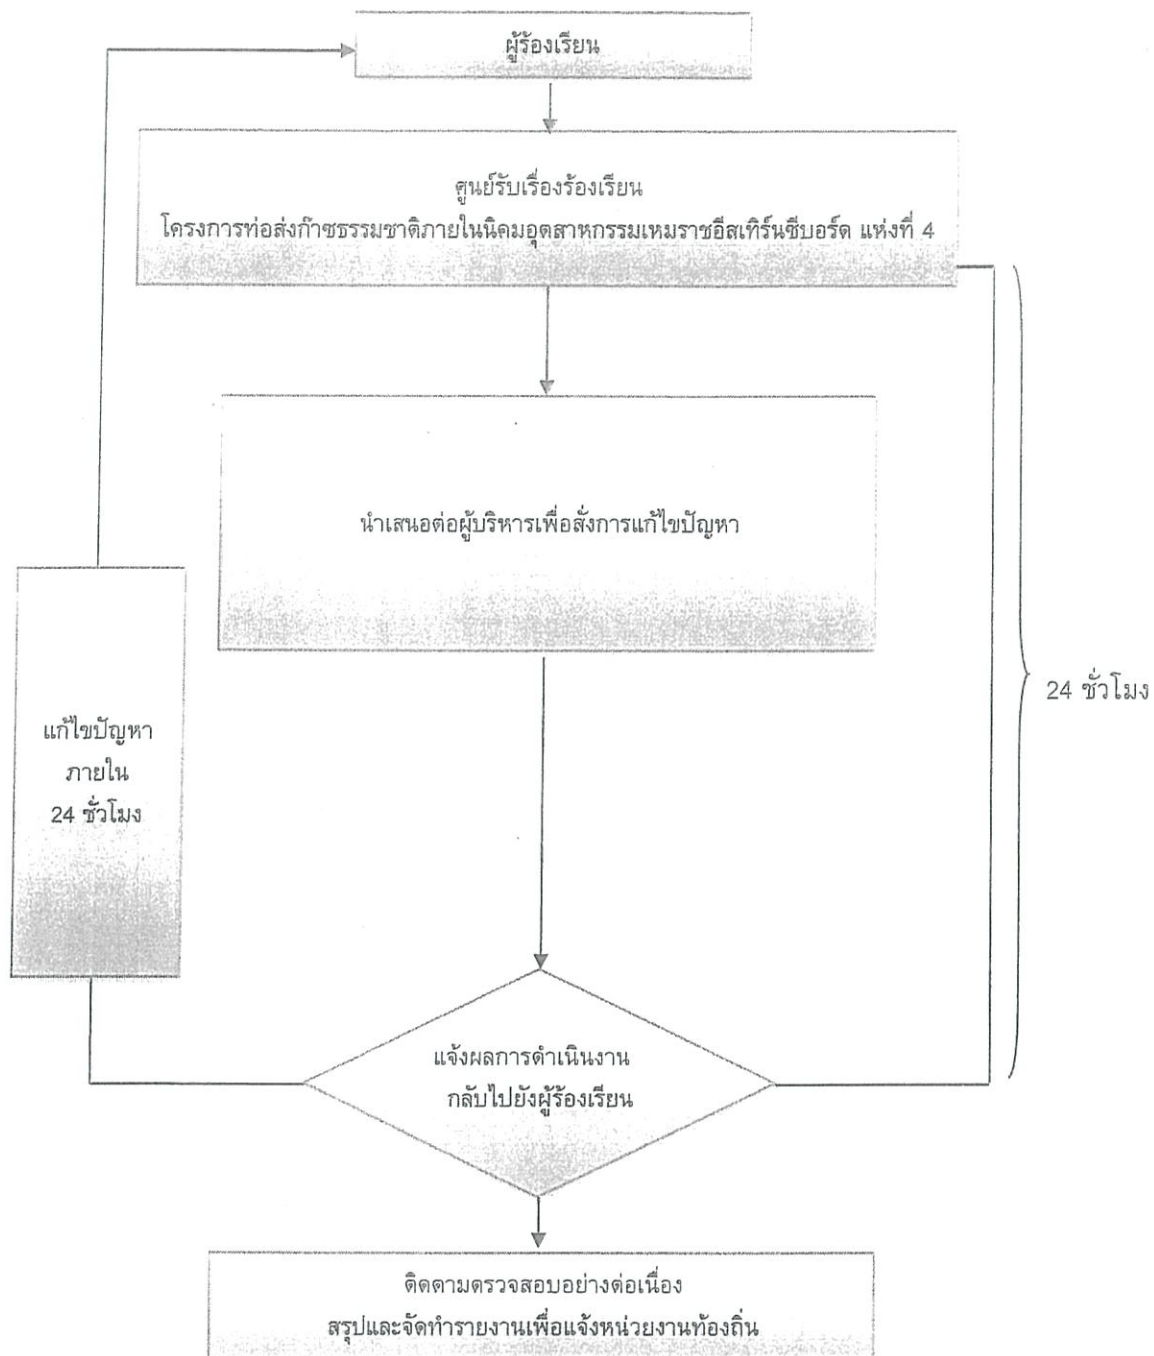 ผู้ร้องเรียน
ศูนย์รับเรื่องร้องเรียน
โครงการท่อส่งก๊าซธรรมชาติภายในนิคมอุตสาหกรรมเหมราชอีสเทิร์นซีบอร์ด แห่งที่ 4
นำเสนอต่อผู้บริหารเพื่อสั่งการแก้ไขปัญหา
24 ชั่วโมง
แก้ไขปัญหา
ภายใน
24 ชั่วโมง
แจ้งผลการดำเนินงาน
กลับไปยังผู้ร้องเรียน
ติดตามตรวจสอบอย่างต่อเนื่อง
สรุปและจัดทำรายงานเพื่อแจ้งหน่วยงานท้องถิ่น